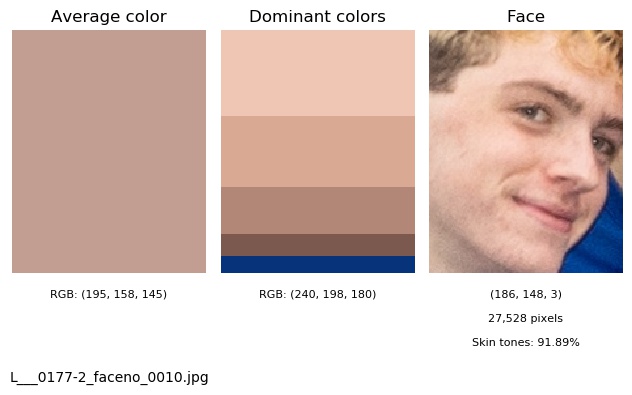 Average color
Dominant colors
Face
RGB: (195, 158, 145)
RGB: (240, 198, 180)
(186, 148, 3)
27,528 pixels
Skin tones: 91.89%
L___0177-2_faceno_0010.jpg